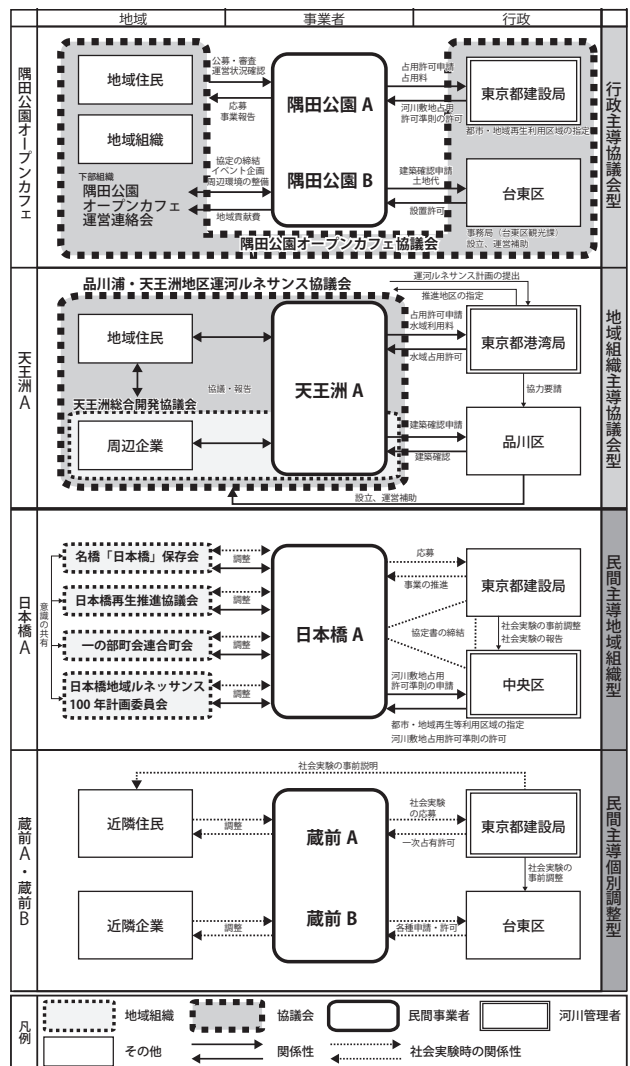 地域
事業者
行政
隅田公園オープンカフェ
地域住民
地域組織
下部組織
隅田公園
オープンカフェ
運営連絡会
公募・審査
運営状況確認
応募
事業報告
協定の締結
イベント企画
周辺環境の整備
地域貢献費
隅田公園 A
隅田公園 B
占用許可申請
占用料
河川敷地占用
許可準則の許可
建築確認申請
土地代
設置許可
東京都建設局
都市・地域再生利用区域の指定
台東区
事務局（台東区観光課）
設立、運営補助
隅田公園オープンカフェ協議会
行政主導協議会型
天王洲A
品川浦・天王洲地区運河ルネサンス協議会
運河ルネサンス計画の提出
推進地区の指定
地域住民
協議・報告
天王洲総合開発協議会
周辺企業
天王洲 A
占用許可申請
水域利用料
水域占用許可
建築確認申請
建築確認
東京都港湾局
協力要請
品川区
設立、運営補助
地域組織主導協議会型
日本橋A
意識の共有
名橋「日本橋」保存会
調整
日本橋再生推進協議会
調整
一の部町会連合町会
調整
日本橋地域ルネッサンス
100 年計画委員会
調整
日本橋 A
応募
事業の推進
協定書の締結
河川敷地占用
許可準則の申請
東京都建設局
社会実験の事前調整
社会実験の報告
中央区
都市・地域再生等利用区域の指定
河川敷地占用許可準則の許可
民間主導地域組織型
蔵前A・蔵前B
社会実験の事前説明
近隣住民
調整
近隣企業
調整
蔵前 A
蔵前 B
社会実験
の応募
一次占有許可
各種申請・許可
東京都建設局
社会実験の
事前調整
台東区
民間主導個別調整型
凡例
地域組織
協議会
民間事業者
河川管理者
その他
関係性
社会実験時の関係性